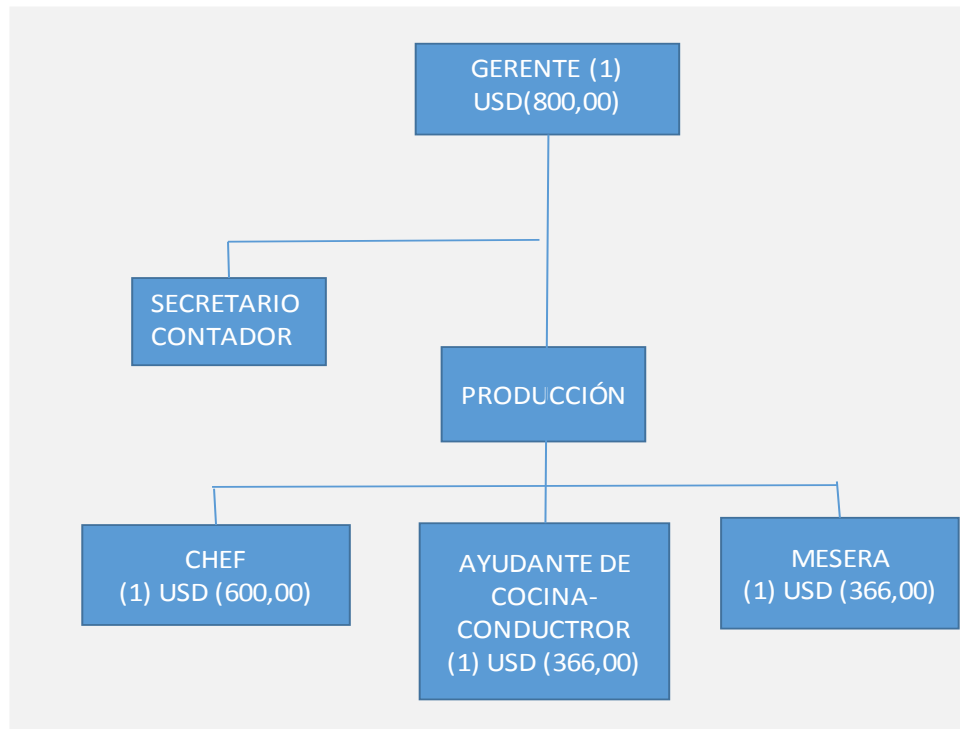 GERENTE (1)
USD(800,00)
SECRETARIO
CONTADOR
PRODUCCIÓN
CHEF
(1) USD (600,00)
AYUDANTE DE
COCINA-
CONDUCTROR
(1) USD (366,00)
MESERA
(1) USD (366,00)